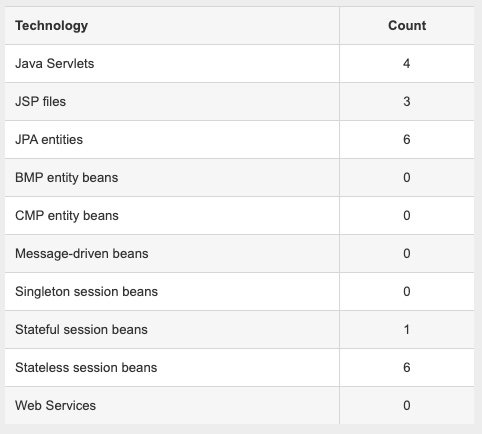 Technology Count
Java Servlets 4
JSP files 3
JPA entities 6
BMP entity beans 0
CMP entity beans 0
Message-driven beans 0
Singleton session beans 0
Stateful session beans 1
Stateless session beans 6
Web Services 0